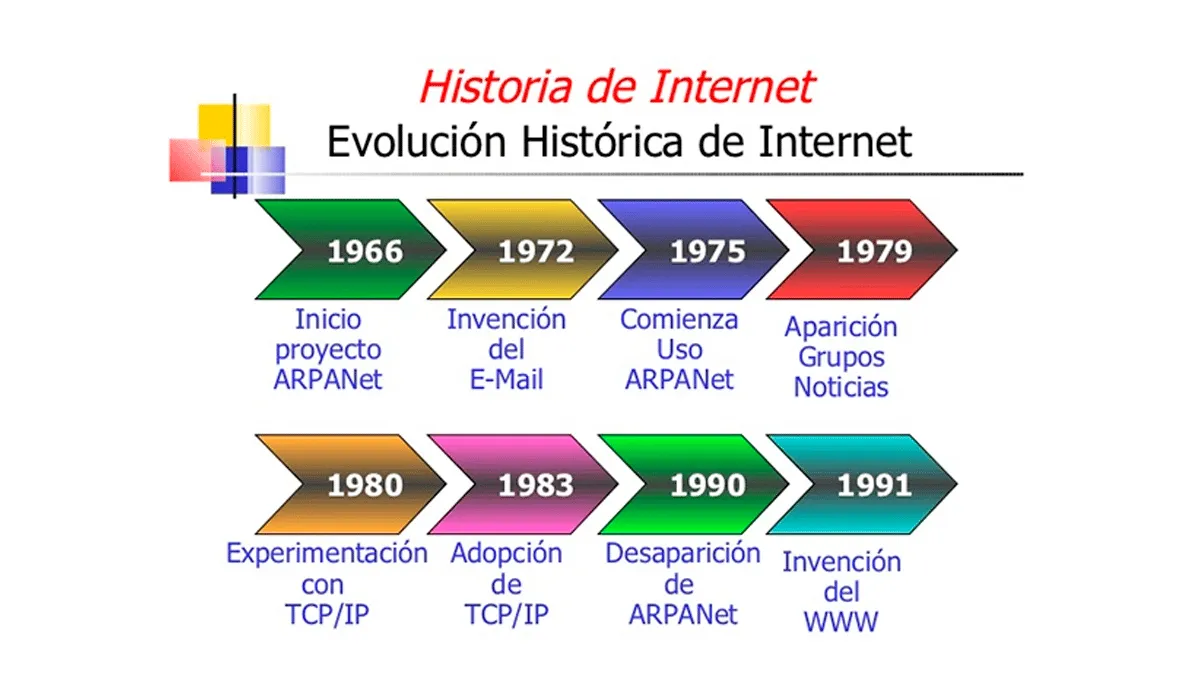 Historia de Internet
Evolución Histórica de Internet
1966
1972
1975
1979
Inicio
proyecto
ARPANet
Invención
del
E-Mail
Comienza
Uso
ARPANet
Aparición
Grupos
Noticias
1980
1983
1990
1991
Experimentación
con
TCP/IP
Adopción
de
TCP/IP
Desaparición
de
ARPANet
Invención
del
WWW